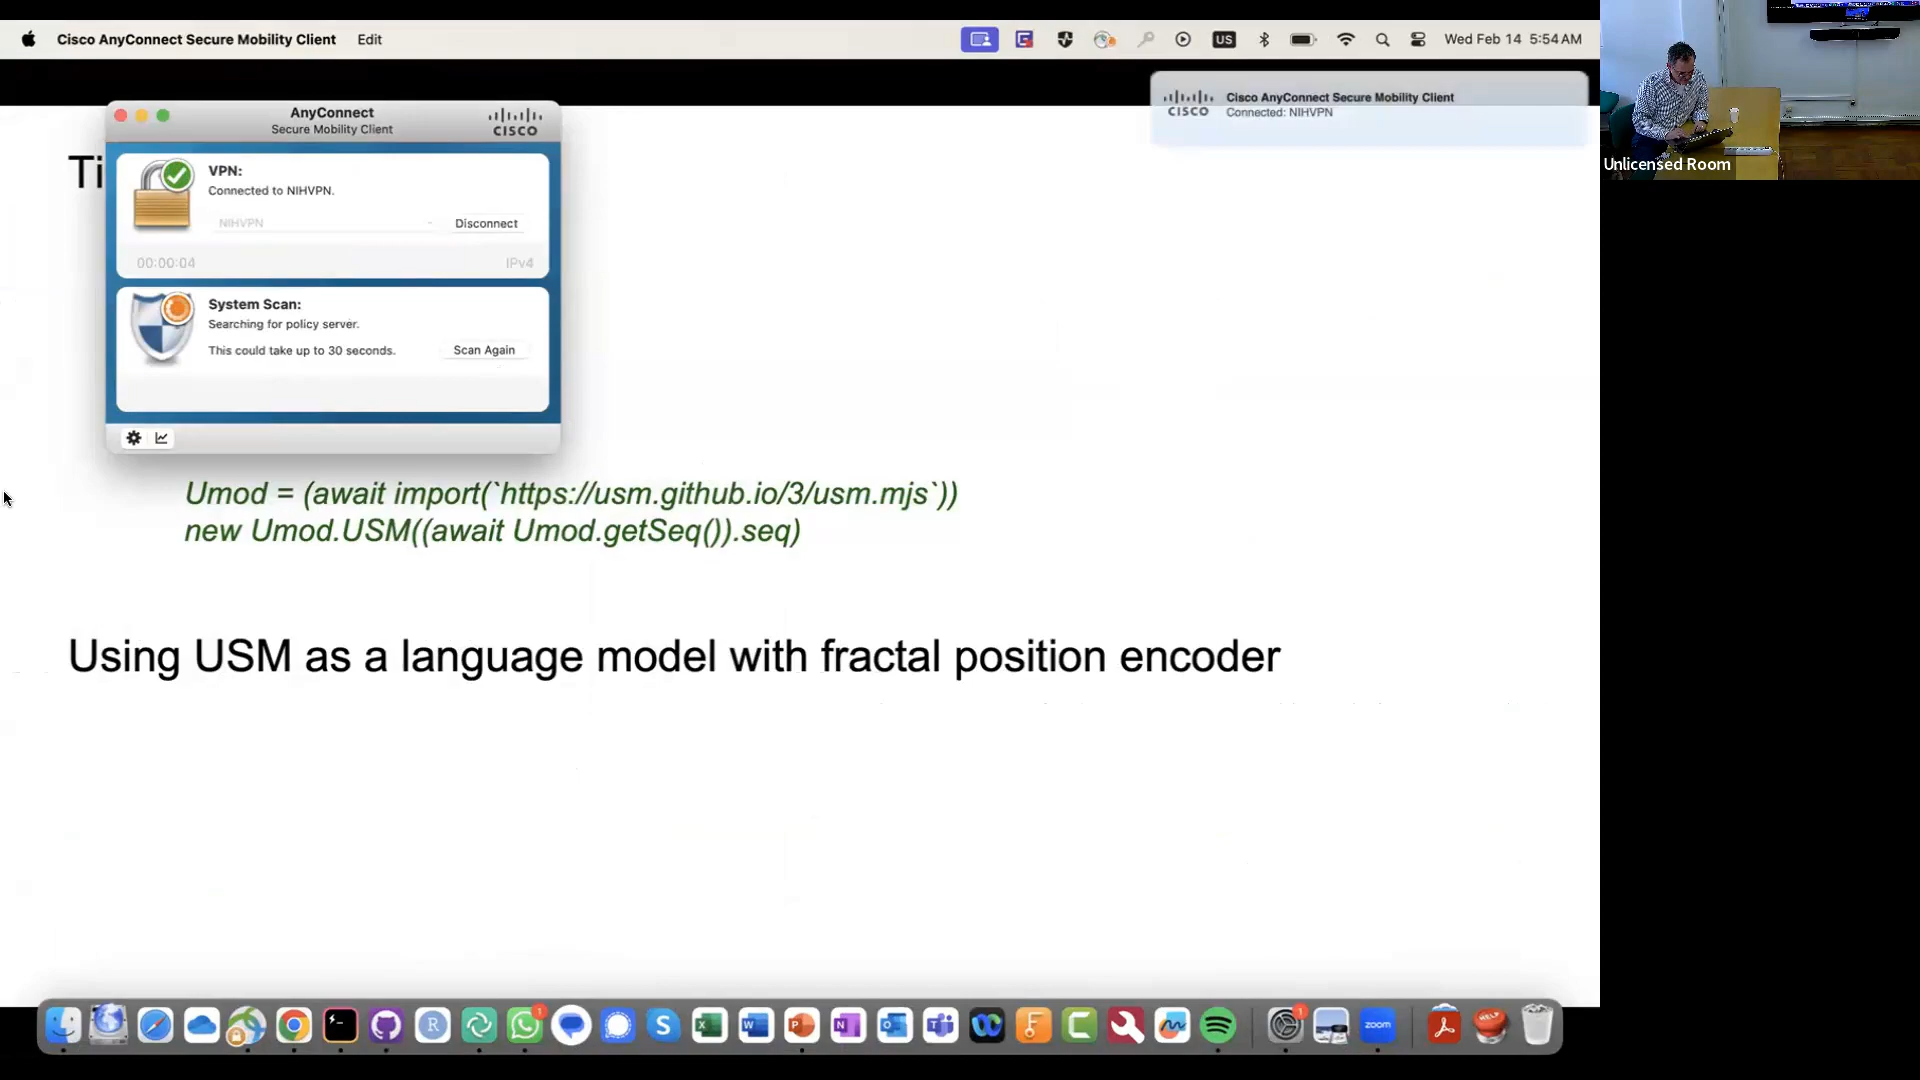 Cisco AnyConnect Secure Mobility Client Edit
US
Wed Feb 14 5:54 AM
AnyConnect
Secure Mobility Client
CISCO
Cisco AnyConnect Secure Mobility Client
Connected: NIHVPN
CISCO
Unlicensed Room
Ti
VPN:
Connected to NIHVPN.
NIHVPN
Disconnect
00:00:04
IPv4
System Scan:
Searching for policy server.
This could take up to 30 seconds.
Scan Again
Umod = (await import(`https://usm.github.io/3/usm.mjs`))
new Umod.USM((await Umod.getSeq()).seq)
Using USM as a language model with fractal position encoder
zoom
HELP